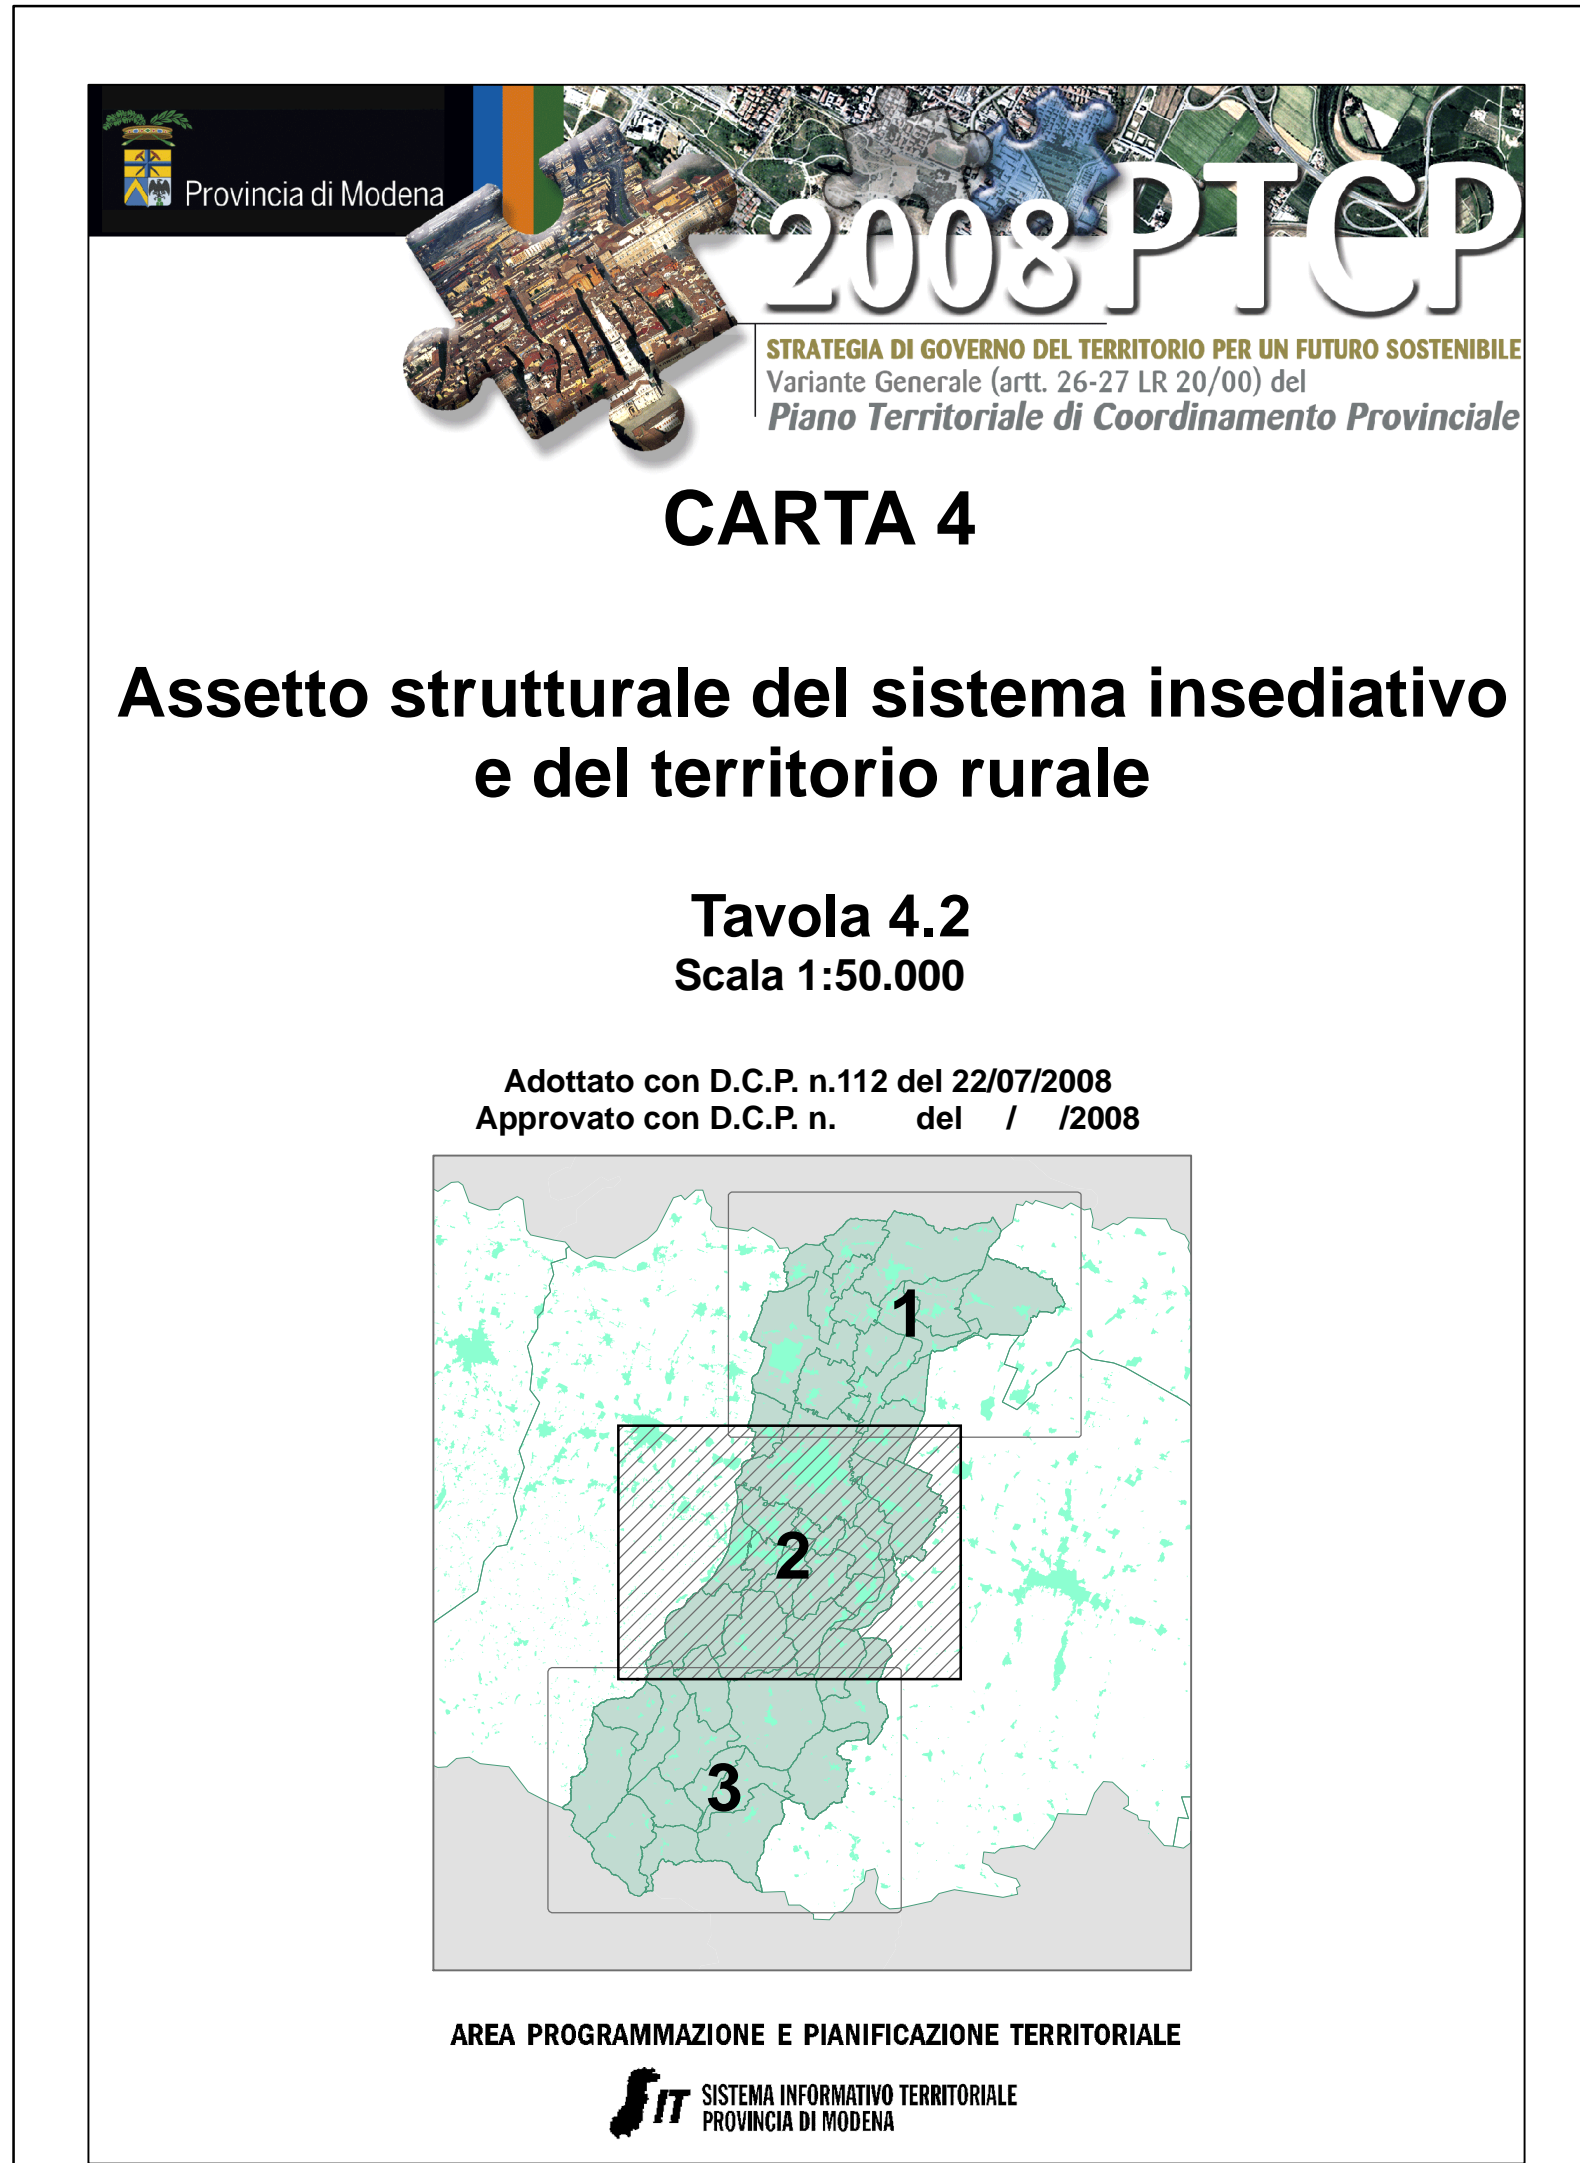 Provincia di Modena
2008 PTCP
STRATEGIA DI GOVERNO DEL TERRITORIO PER UN FUTURO SOSTENIBILE
Variante Generale (artt. 26-27 LR 20/00) del
Piano Territoriale di Coordinamento Provinciale
CARTA 4
Assetto strutturale del sistema insediativo
e del territorio rurale
Tavola 4.2
Scala 1:50.000
Adottato con D.C.P. n.112 del 22/07/2008
Approvato con D.C.P. n. del / /2008
1
2
3
AREA PROGRAMMAZIONE E PIANIFICAZIONE TERRITORIALE
SIT SISTEMA INFORMATIVO TERRITORIALE
PROVINCIA DI MODENA